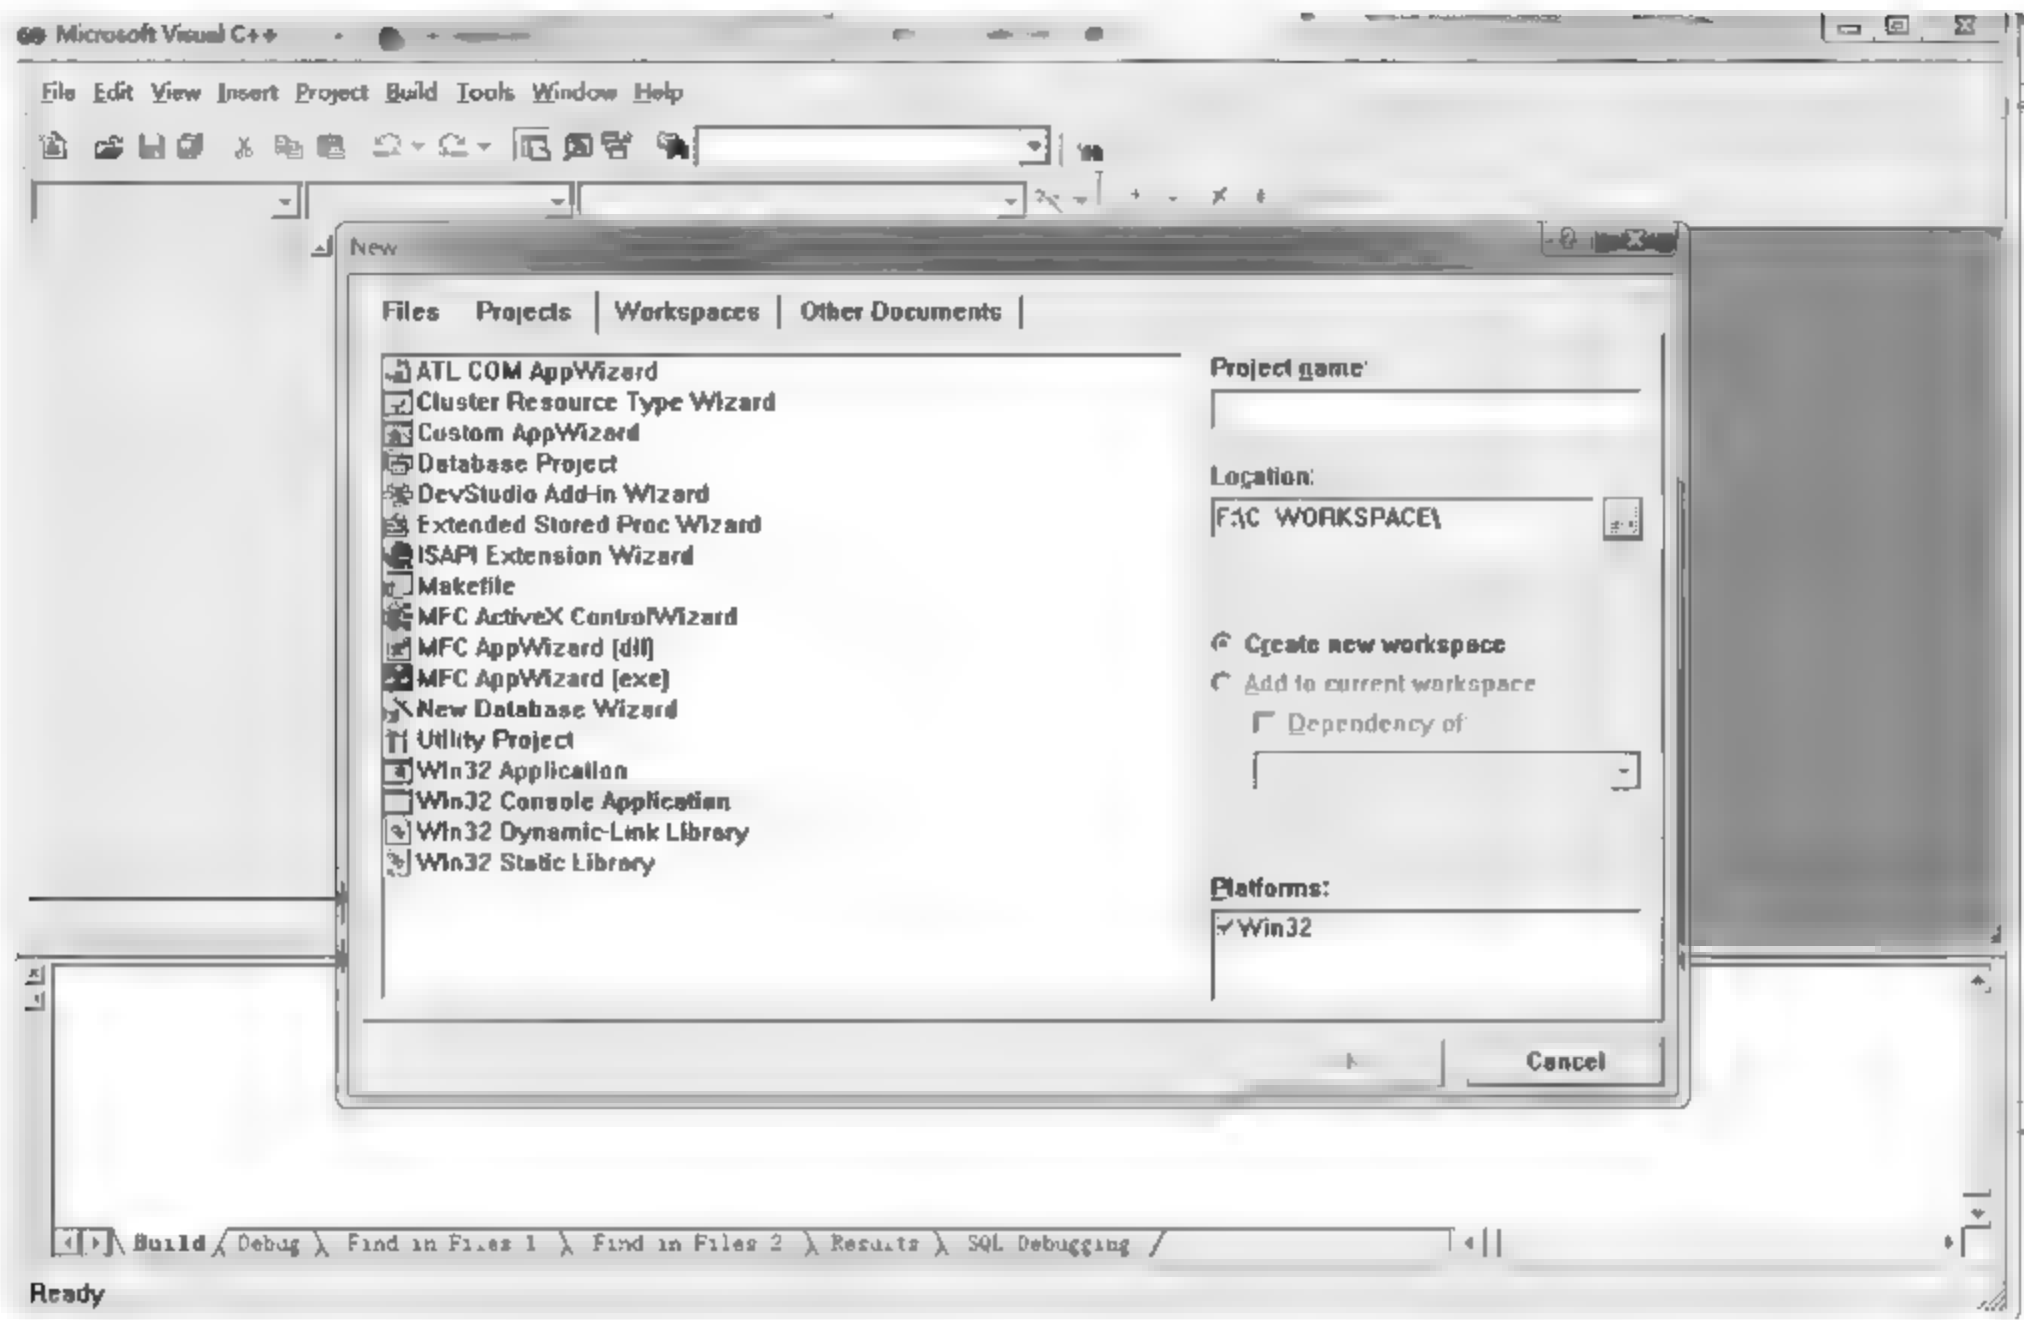 Microsoft Visual C++
File Edit View Insert Project Build Tools Window Help
New
Files Projects Workspaces Other Documents
ATL COM AppWizard
Cluster Resource Type Wizard
Custom AppWizard
Database Project
DevStudio Add-in Wizard
Extended Stored Proc Wizard
ISAPI Extension Wizard
Makefile
MFC ActiveX ControlWizard
MFC AppWizard (dll)
MFC AppWizard (exe)
New Database Wizard
Utility Project
Win32 Application
Win32 Console Application
Win32 Dynamic-Link Library
Win32 Static Library
Project name:
Location:
F:\C WORKSPACE\
Create new workspace
Add to current workspace
Dependency of
Platforms:
Win32
Cancel
Build Debug Find in Files 1 Find in Files 2 Results SQL Debugging
Ready